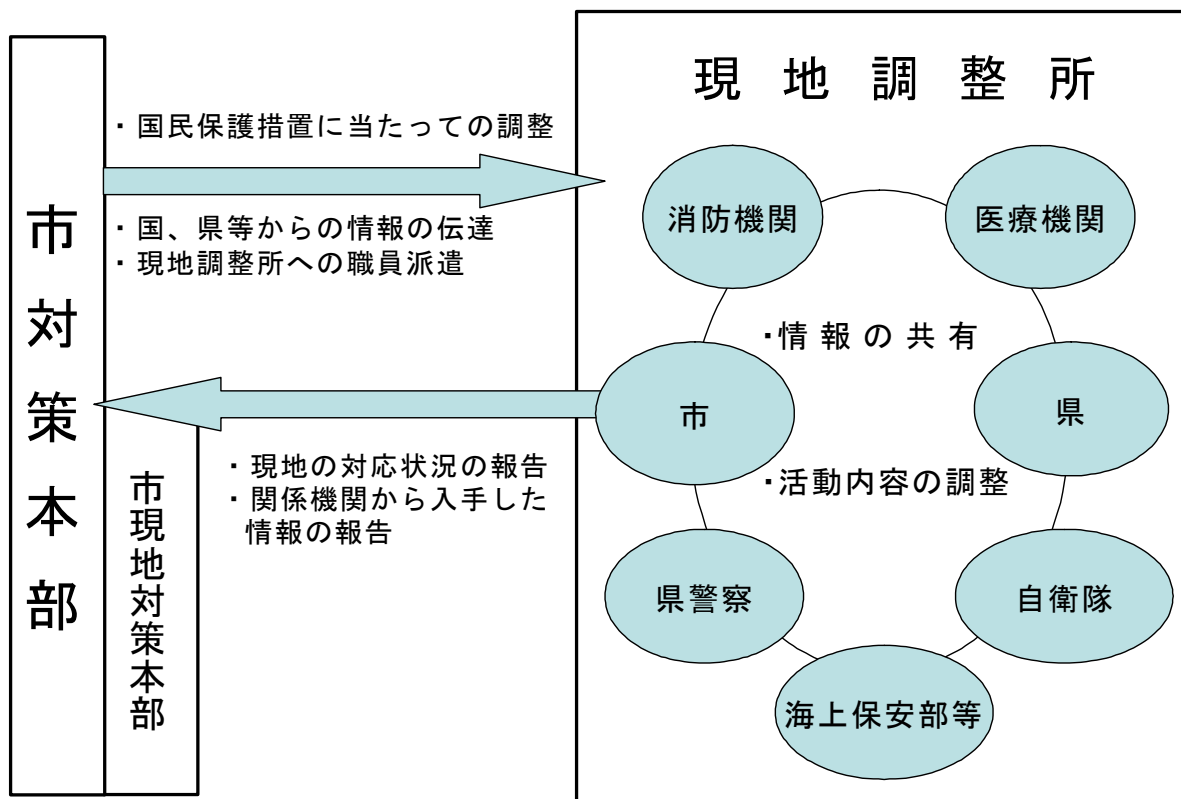 市対策本部
市現地対策本部
・国民保護措置に当たっての調整
・国、県等からの情報の伝達
・現地調整所への職員派遣
・現地の対応状況の報告
・関係機関から入手した
情報の報告
現地調整所
消防機関
医療機関
・情報の共有
市
県
・活動内容の調整
県警察
自衛隊
海上保安部等